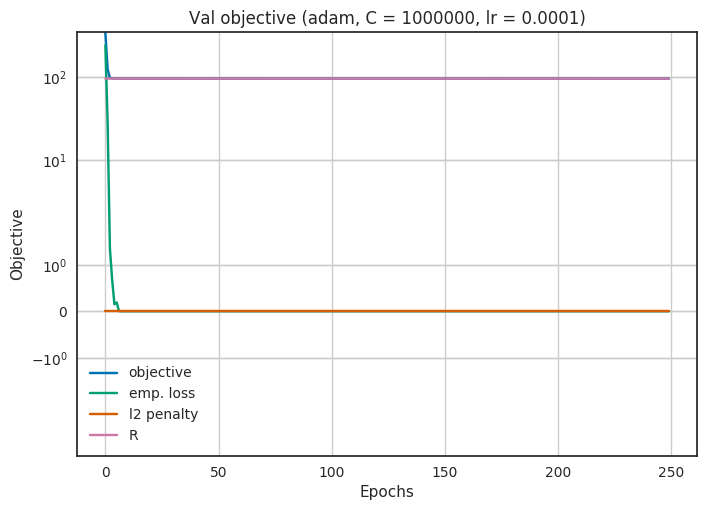 Val objective (adam, C = 1000000, lr = 0.0001)
Objective
10²
10¹
10⁰
0
−10⁰
objective
emp. loss
l2 penalty
R
0 50 100 150 200 250
Epochs